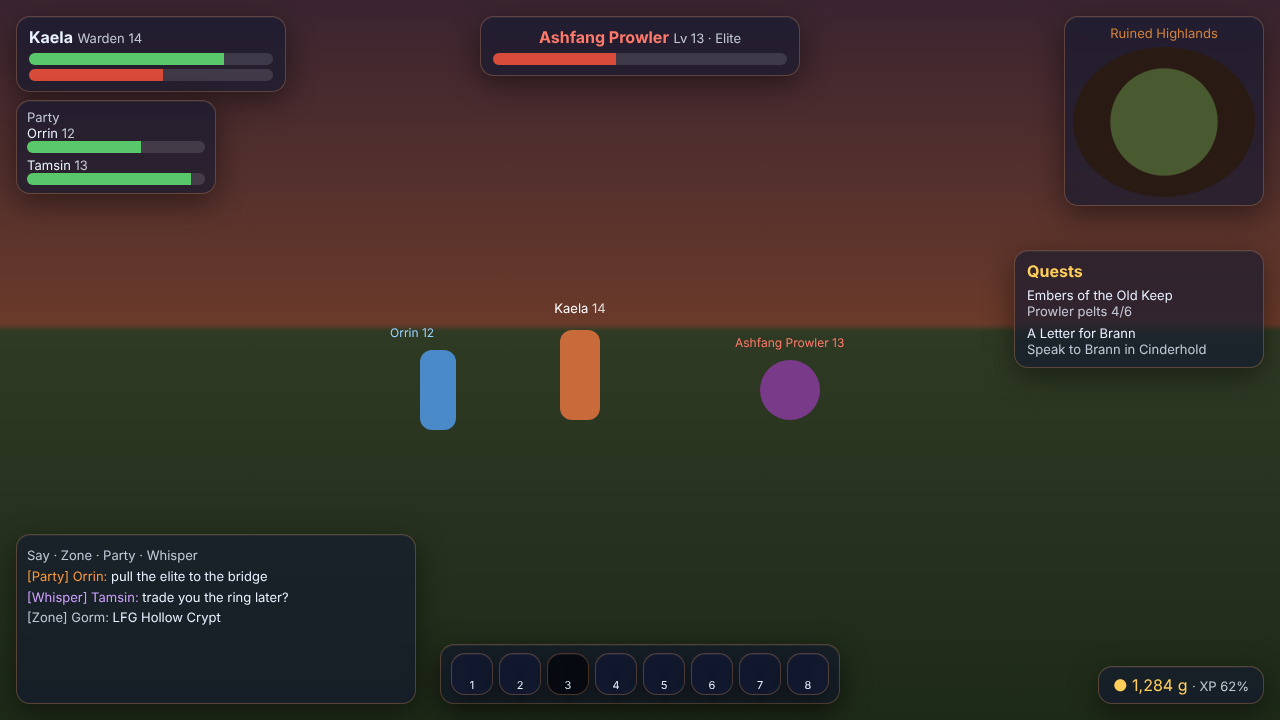 Kaela Warden 14
Ashfang Prowler Lv 13 · Elite
Ruined Highlands
Party
Orrin 12
Tamsin 13
Quests
Embers of the Old Keep
Prowler pelts 4/6
A Letter for Brann
Speak to Brann in Cinderhold
Kaela 14
Orrin 12
Ashfang Prowler 13
Say · Zone · Party · Whisper
[Party] Orrin: pull the elite to the bridge
[Whisper] Tamsin: trade you the ring later?
[Zone] Gorm: LFG Hollow Crypt
1 2 3 4 5 6 7 8
1,284 g · XP 62%